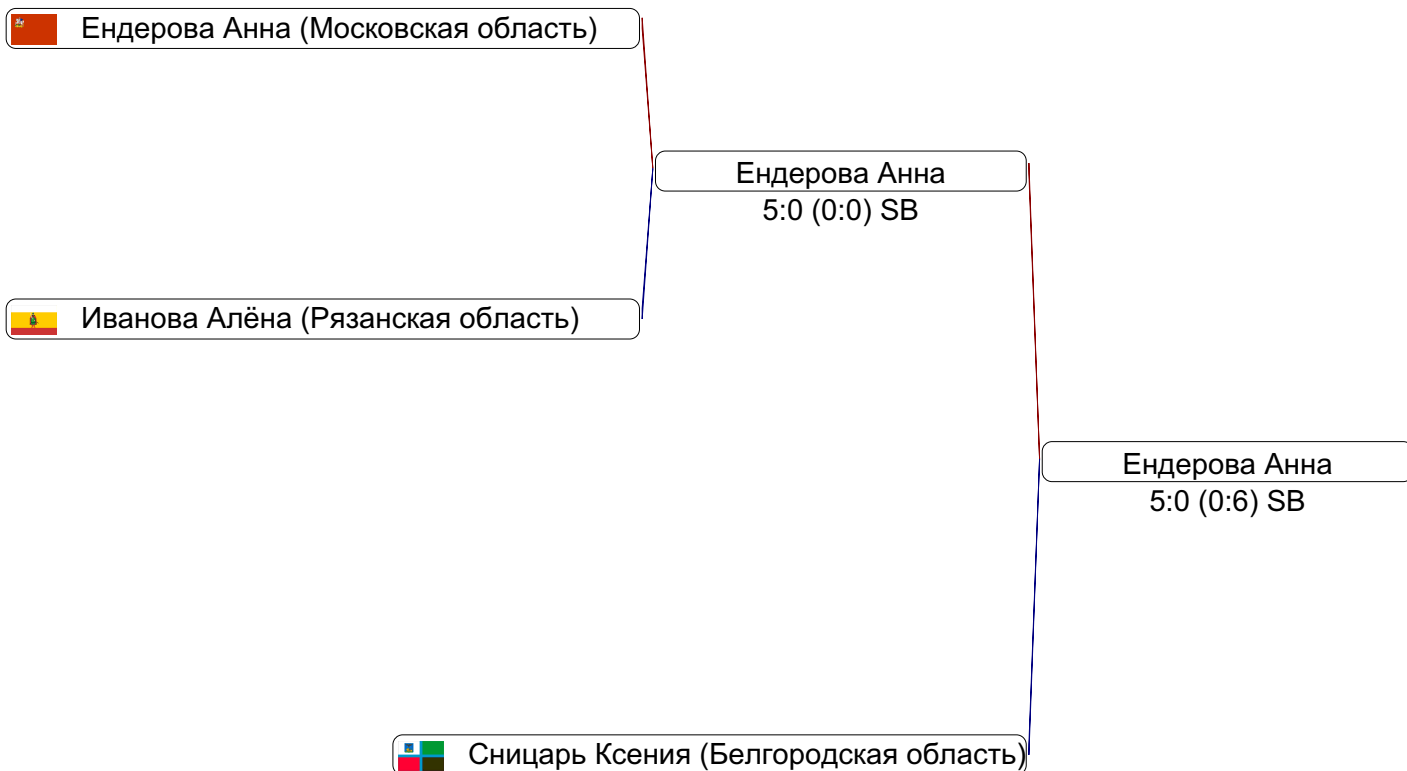 Ендерова Анна (Московская область)
Ендерова Анна
5:0 (0:0) SB
Иванова Алёна (Рязанская область)
Ендерова Анна
5:0 (0:6) SB
Сницарь Ксения (Белгородская область)